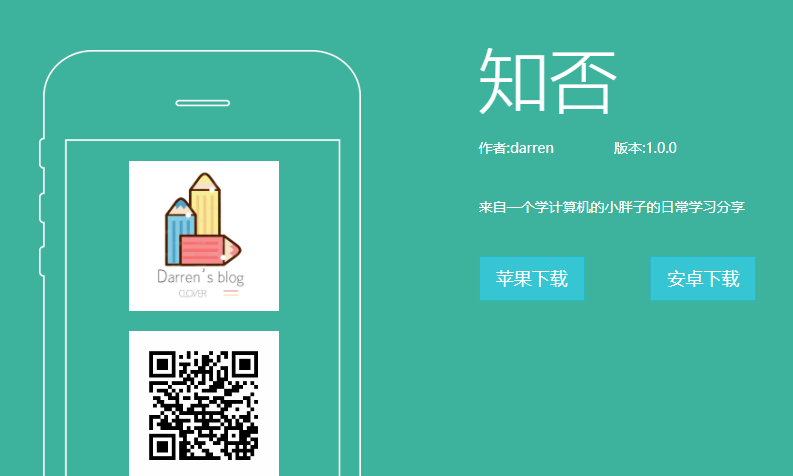 知否
作者:darren 版本:1.0.0
来自一个学计算机的小胖子的日常学习分享
苹果下载 安卓下载
Darren's blog
CLOVER